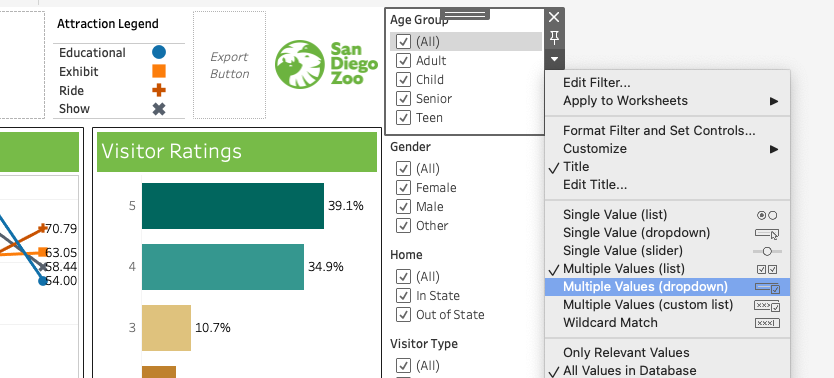 Attraction Legend
Educational
Exhibit
Ride
Show
Export
Button
San
Diego
Zoo
Age Group
(All)
Adult
Child
Senior
Teen
Gender
(All)
Female
Male
Other
Home
(All)
In State
Out of State
Visitor Type
(All)
70.79
63.05
58.44
54.00
Visitor Ratings
5
39.1%
4
34.9%
3
10.7%
Edit Filter...
Apply to Worksheets
Format Filter and Set Controls...
Customize
Title
Edit Title...
Single Value (list)
Single Value (dropdown)
Single Value (slider)
Multiple Values (list)
Multiple Values (dropdown)
Multiple Values (custom list)
Wildcard Match
Only Relevant Values
All Values in Database